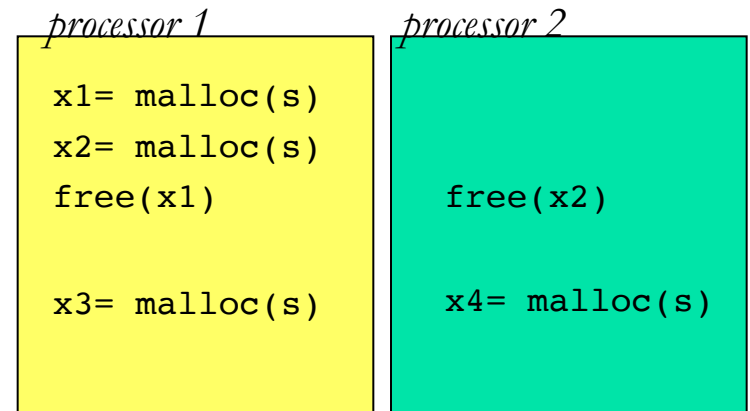 processor 1
x1= malloc(s)
x2= malloc(s)
free(x1)
x3= malloc(s)
processor 2
free(x2)
x4= malloc(s)